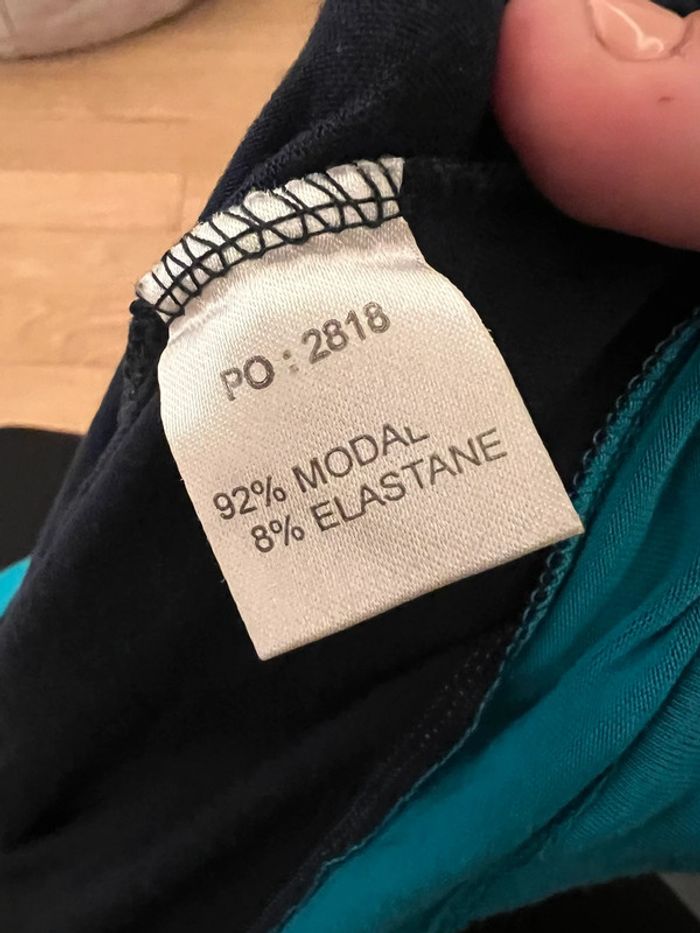 PO : 2818
92% MODAL
8% ELASTANE